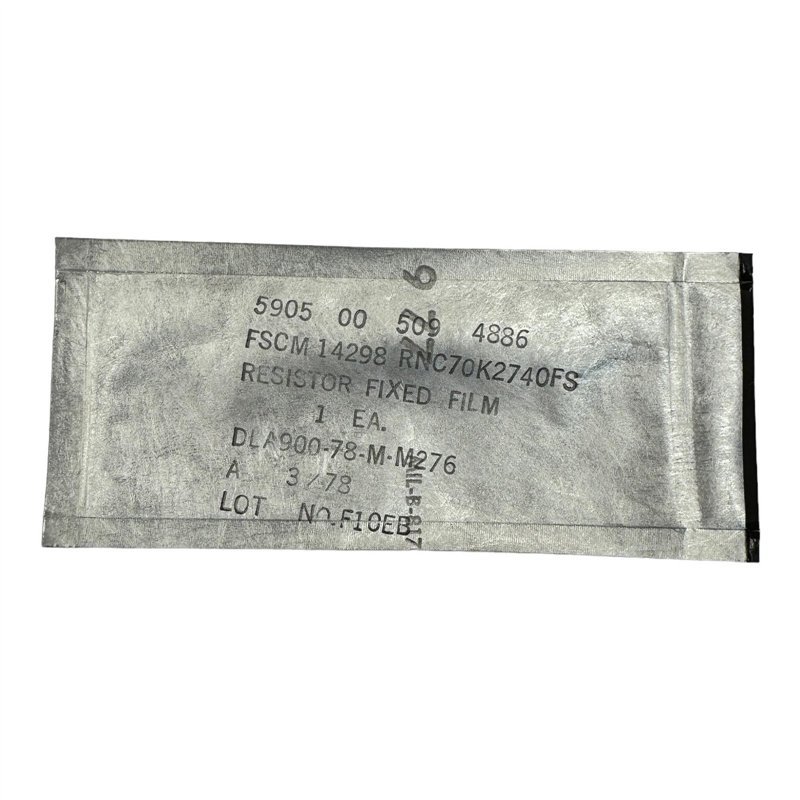 5905 00 509 4886
FSCM 14298 RNC70K2740FS
RESISTOR FIXED FILM
1 EA.
DLA900-78-M-M276
A 3/78
LOT NO.F10EB